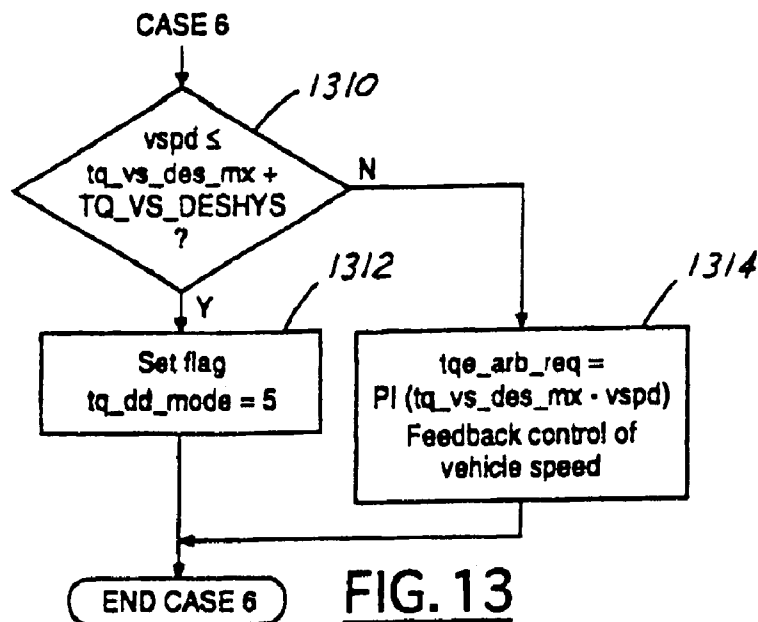 CASE 6
1310
vspd ≤
tq_vs_des_mx +
TQ_VS_DESHYS
?
N
Y
1312
Set flag
tq_dd_mode = 5
1314
tqe_arb_req =
PI (tq_vs_des_mx - vspd)
Feedback control of
vehicle speed
END CASE 6
FIG. 13